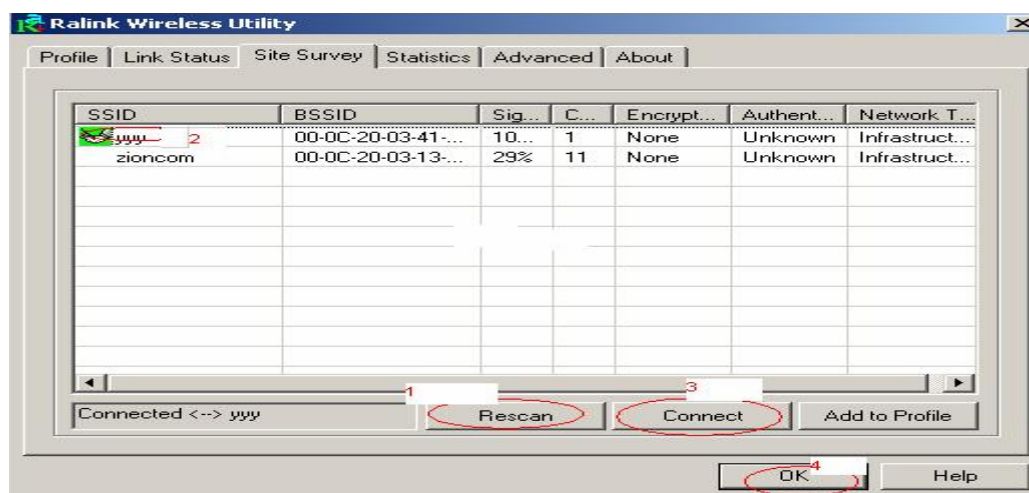 Ralink Wireless Utility
Profile Link Status Site Survey Statistics Advanced About
SSID BSSID Sig... C... Encrypt... Authent... Network T...
yyy 2 00-0C-20-03-41-... 10... 1 None Unknown Infrastruct...
zioncom 00-0C-20-03-13-... 29% 11 None Unknown Infrastruct...
1 3
Connected <--> yyy Rescan Connect Add to Profile
4
OK Help